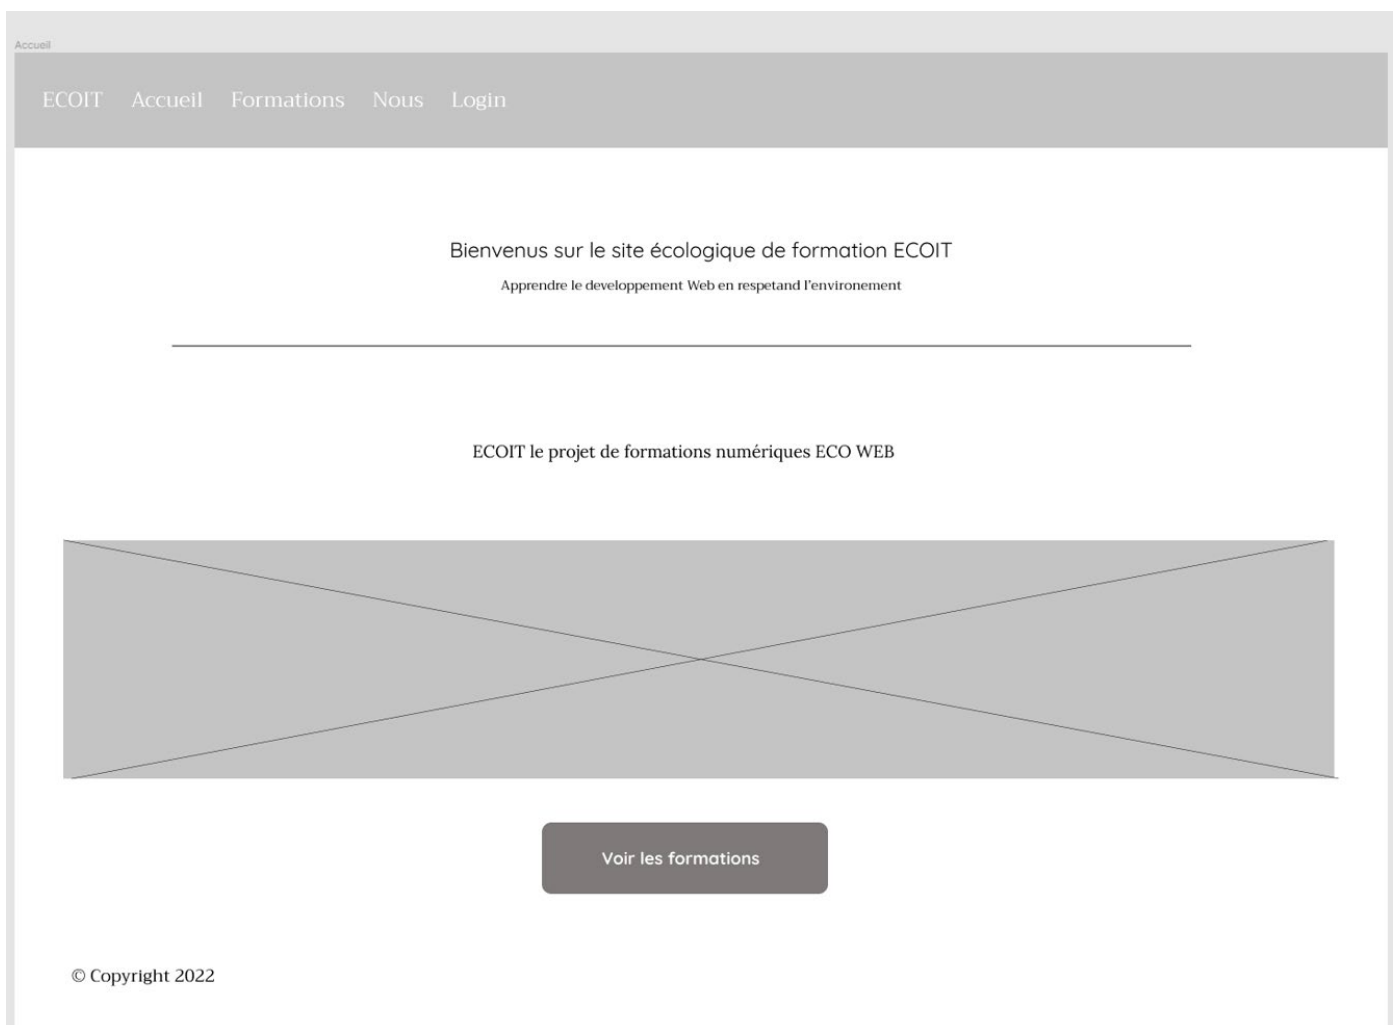 Accueil
ECOIT Accueil Formations Nous Login
Bienvenus sur le site écologique de formation ECOIT
Apprendre le developpement Web en respetand l'environement
ECOIT le projet de formations numériques ECO WEB
Voir les formations
© Copyright 2022